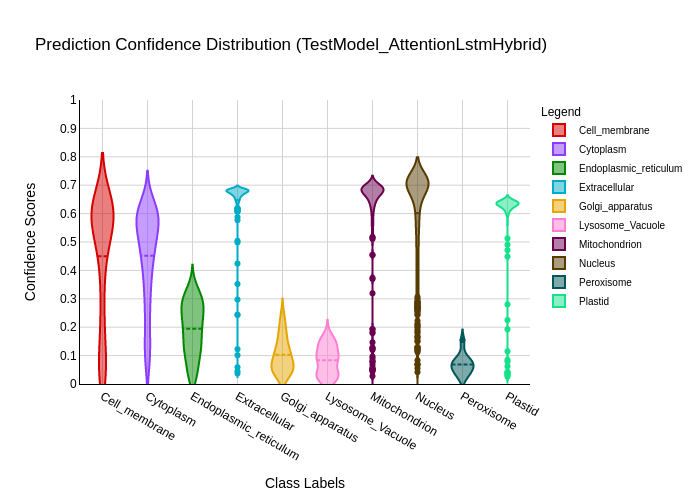 Prediction Confidence Distribution (TestModel_AttentionLstmHybrid)
Legend
Cell_membrane
Cytoplasm
Endoplasmic_reticulum
Extracellular
Golgi_apparatus
Lysosome_Vacuole
Mitochondrion
Nucleus
Peroxisome
Plastid
Confidence Scores
1
0.9
0.8
0.7
0.6
0.5
0.4
0.3
0.2
0.1
0
Cell_membrane
Cytoplasm
Endoplasmic_reticulum
Extracellular
Golgi_apparatus
Lysosome_Vacuole
Mitochondrion
Nucleus
Peroxisome
Plastid
Class Labels